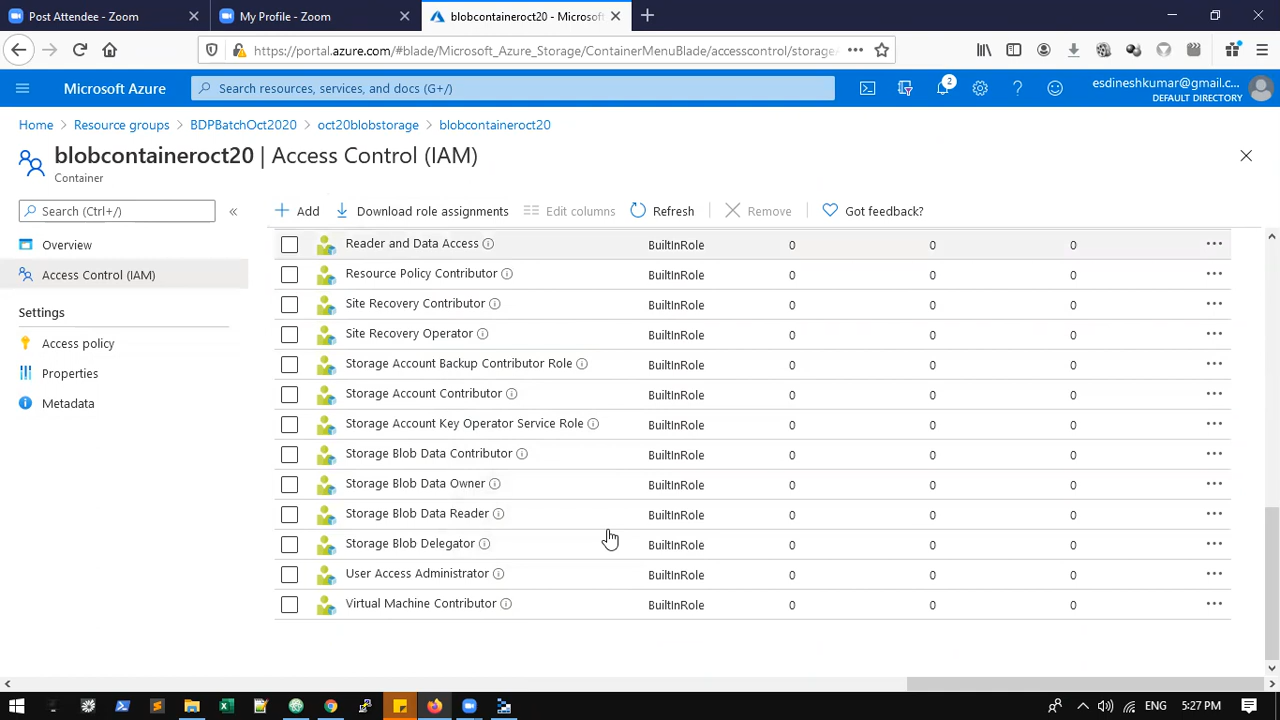 Post Attendee - Zoom
My Profile - Zoom
blobcontaineroct20 - Microsof
https://portal.azure.com/#blade/Microsoft_Azure_Storage/ContainerMenuBlade/accesscontrol/storage
Microsoft Azure
Search resources, services, and docs (G+/)
2
esdineshkumar@gmail.c...
DEFAULT DIRECTORY
Home > Resource groups > BDPBatchOct2020 > oct20blobstorage > blobcontaineroct20
blobcontaineroct20 | Access Control (IAM)
Container
Search (Ctrl+/)
Add Download role assignments Edit columns Refresh Remove Got feedback?
Overview
Access Control (IAM)
Settings
Access policy
Properties
Metadata
Reader and Data Access BuiltInRole 0 0 0
Resource Policy Contributor BuiltInRole 0 0 0
Site Recovery Contributor BuiltInRole 0 0 0
Site Recovery Operator BuiltInRole 0 0 0
Storage Account Backup Contributor Role BuiltInRole 0 0 0
Storage Account Contributor BuiltInRole 0 0 0
Storage Account Key Operator Service Role BuiltInRole 0 0 0
Storage Blob Data Contributor BuiltInRole 0 0 0
Storage Blob Data Owner BuiltInRole 0 0 0
Storage Blob Data Reader BuiltInRole 0 0 0
Storage Blob Delegator BuiltInRole 0 0 0
User Access Administrator BuiltInRole 0 0 0
Virtual Machine Contributor BuiltInRole 0 0 0
ENG 5:27 PM